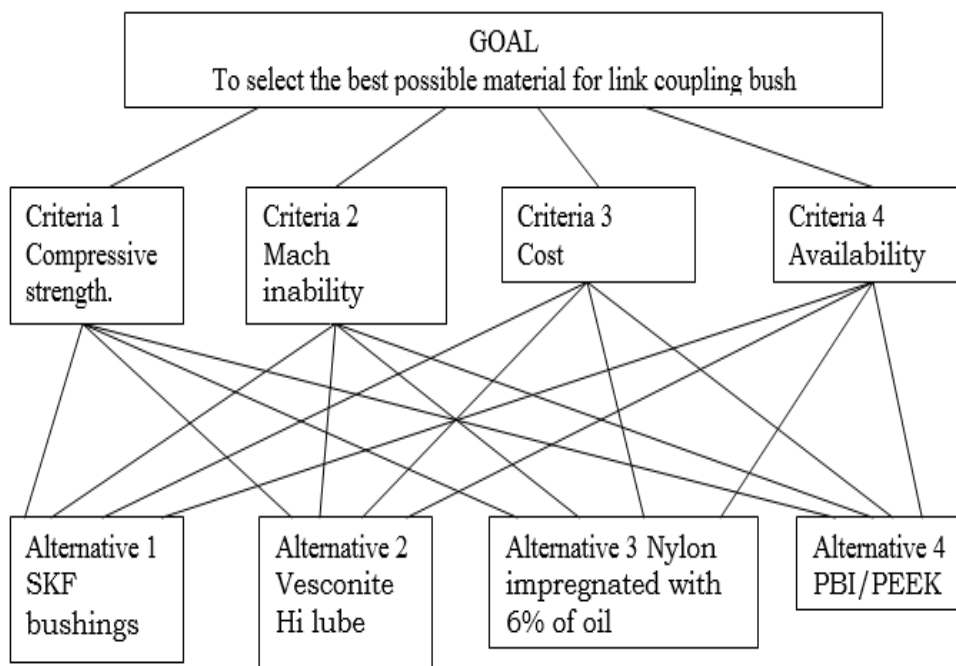 GOAL
To select the best possible material for link coupling bush
Criteria 1
Compressive
strength.
Criteria 2
Mach
inability
Criteria 3
Cost
Criteria 4
Availability
Alternative 1
SKF
bushings
Alternative 2
Vesconite
Hi lube
Alternative 3 Nylon
impregnated with
6% of oil
Alternative 4
PBI/PEEK